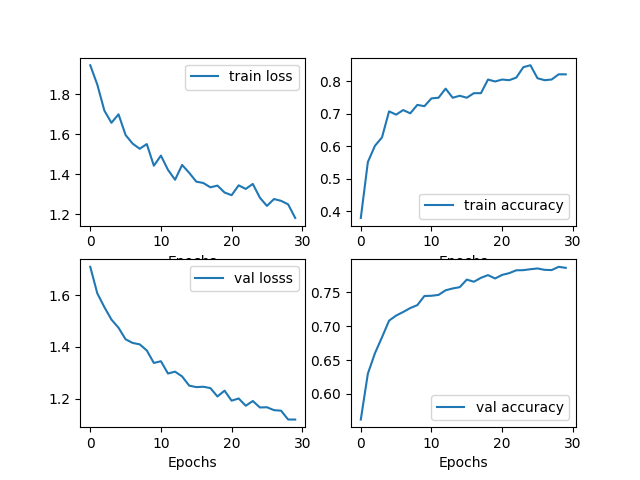 train loss
1.8
1.6
1.4
1.2
0 10 20 30
Epochs
train accuracy
0.8
0.7
0.6
0.5
0.4
0 10 20 30
Epochs
val losss
1.6
1.4
1.2
0 10 20 30
Epochs
val accuracy
0.75
0.70
0.65
0.60
0 10 20 30
Epochs